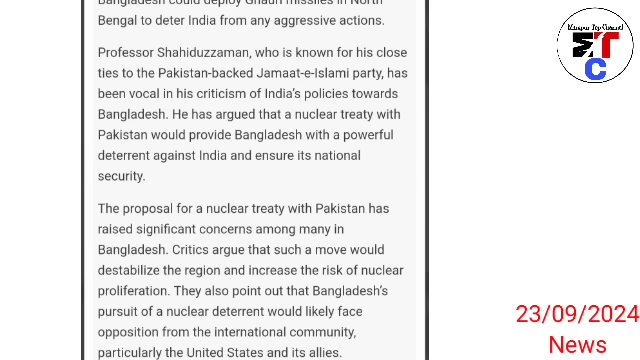 Bangladesh could deploy Ghauri missiles in North
Bengal to deter India from any aggressive actions.
Professor Shahiduzzaman, who is known for his close
ties to the Pakistan-backed Jamaat-e-Islami party, has
been vocal in his criticism of India's policies towards
Bangladesh. He has argued that a nuclear treaty with
Pakistan would provide Bangladesh with a powerful
deterrent against India and ensure its national
security.
The proposal for a nuclear treaty with Pakistan has
raised significant concerns among many in
Bangladesh. Critics argue that such a move would
destabilize the region and increase the risk of nuclear
proliferation. They also point out that Bangladesh's
pursuit of a nuclear deterrent would likely face
opposition from the international community,
particularly the United States and its allies.
Manipur Top Channel
MTC
23/09/2024
News